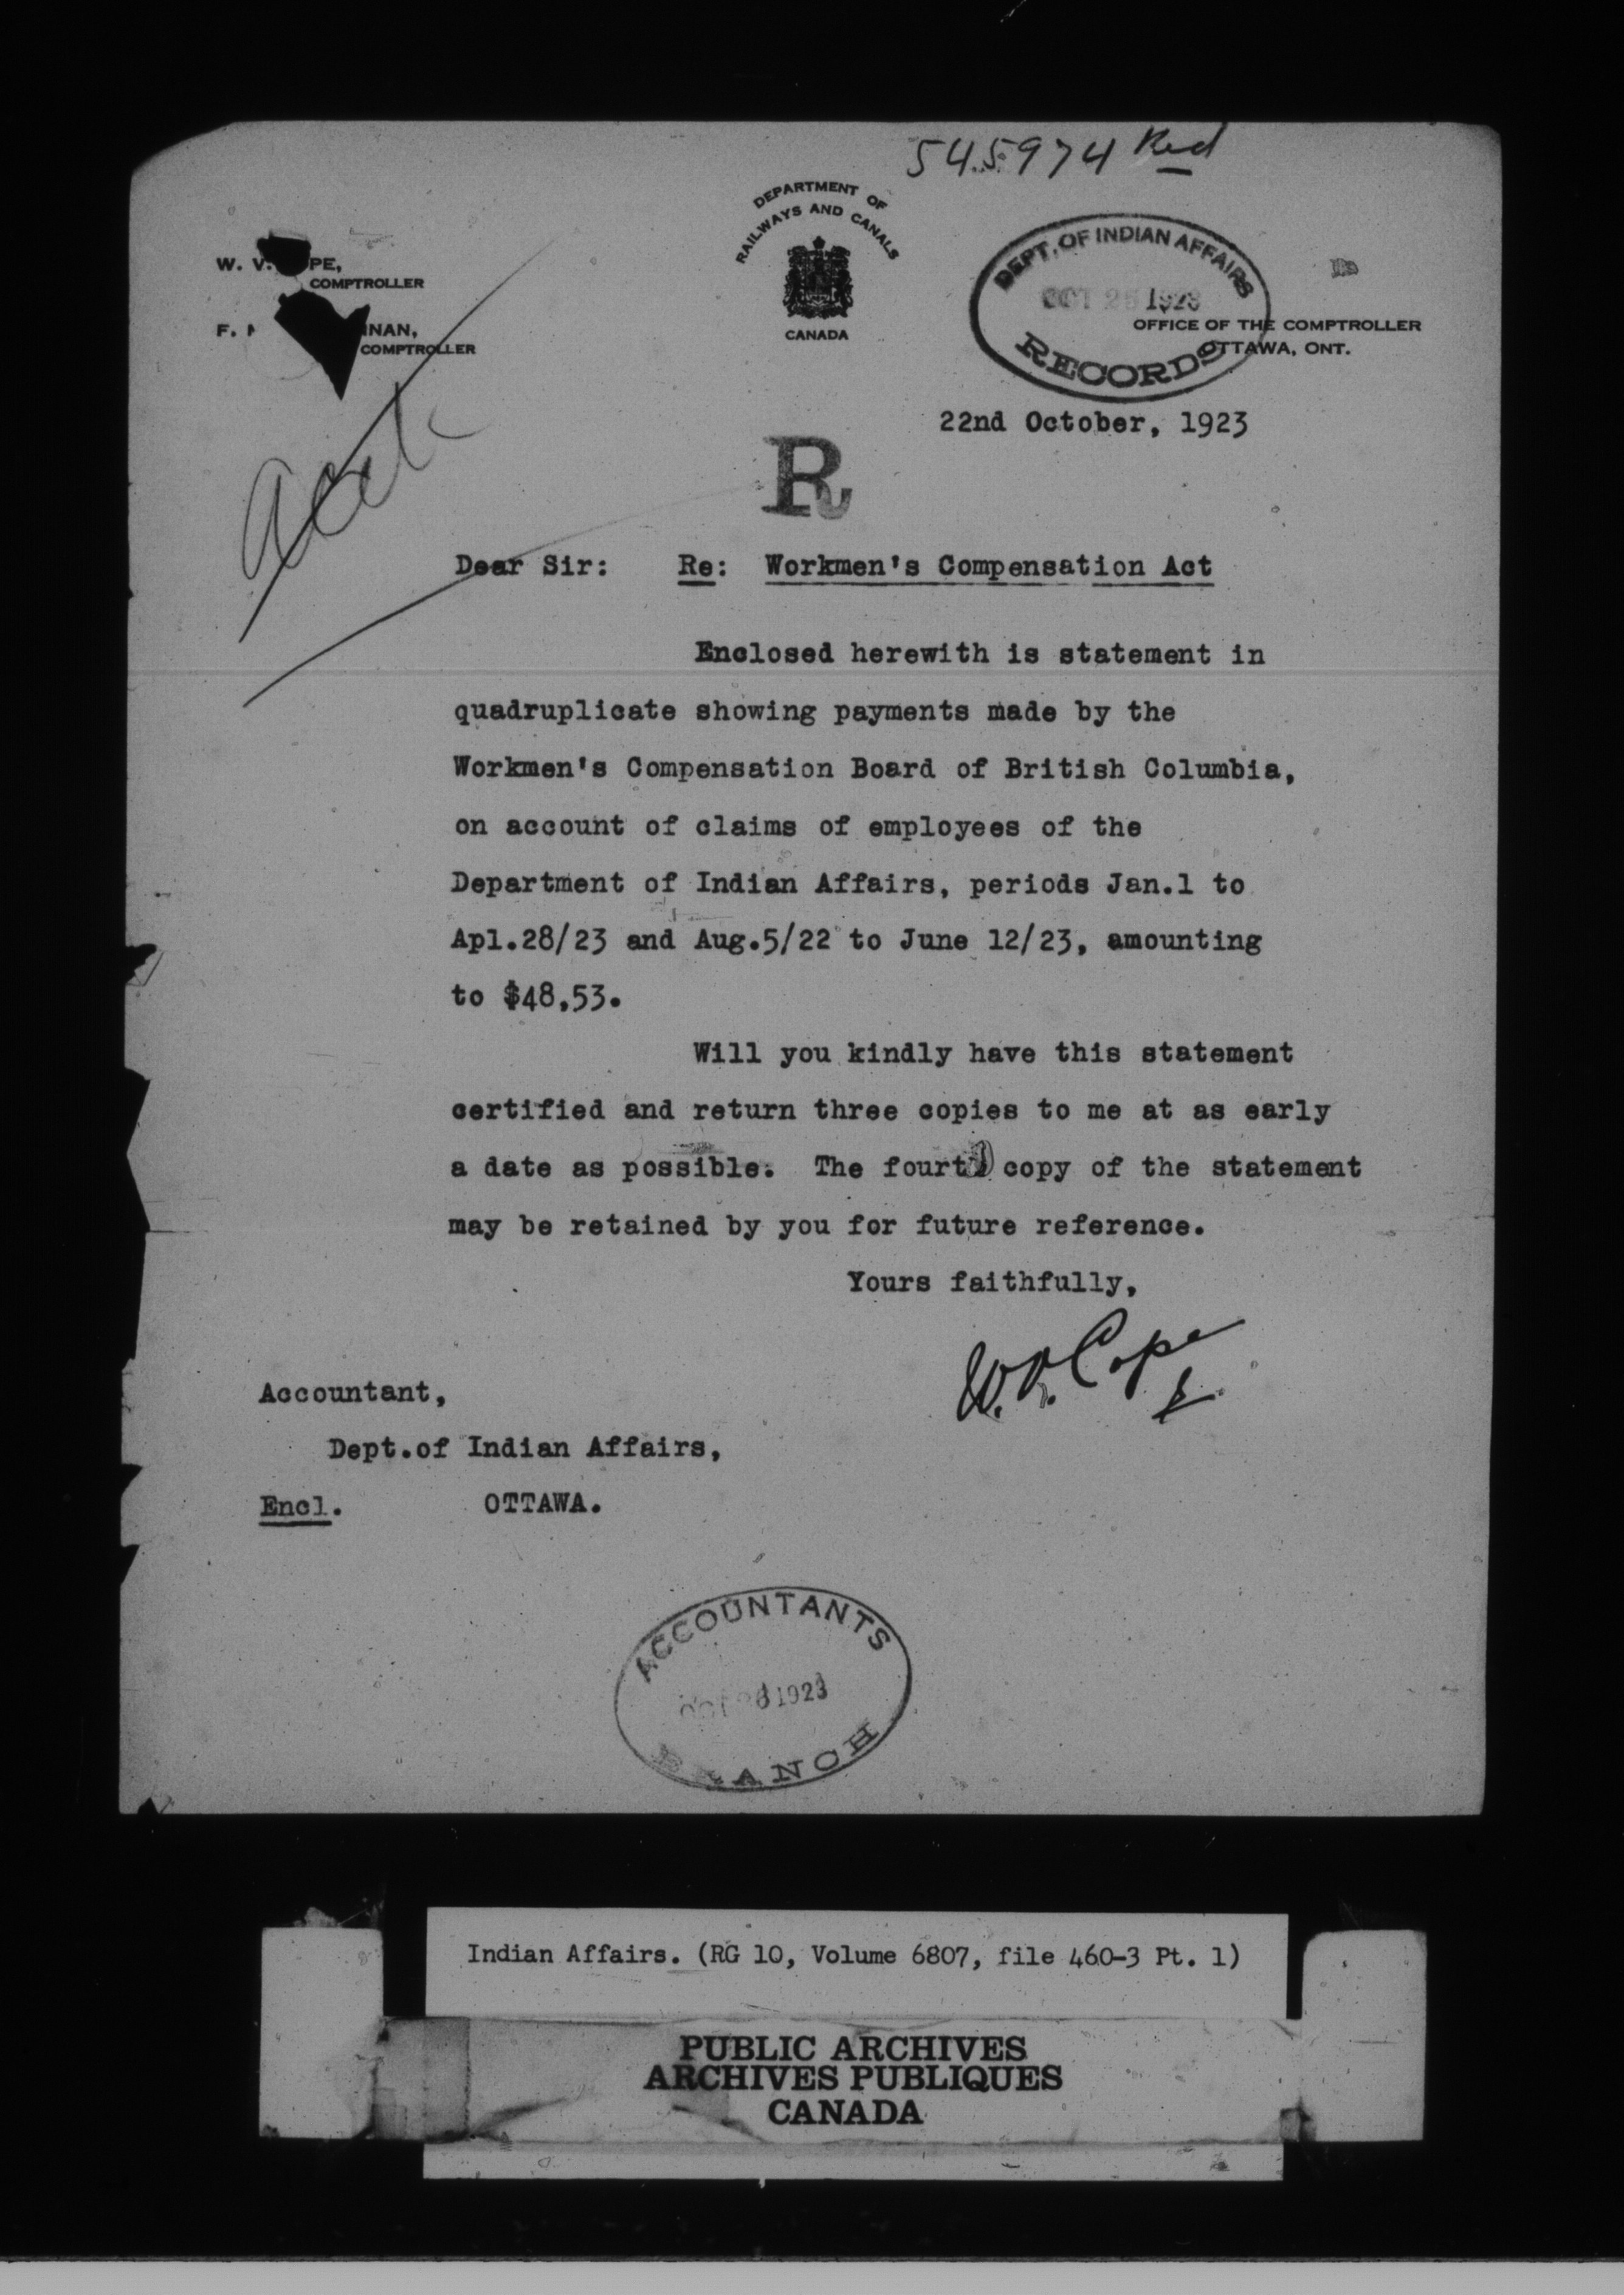 545974 Red
DEPARTMENT OF
RAILWAYS AND CANALS
CANADA
W. V. PE,
COMPTROLLER
F. NAN,
COMPTROLLER
DEPT. OF INDIAN AFFAIRS
OCT 1923
RECORDS
OFFICE OF THE COMPTROLLER
OTTAWA, ONT.
22nd October, 1923
R
Dear Sir: Re: Workmen's Compensation Act
Enclosed herewith is statement in
quadruplicate showing payments made by the
Workmen's Compensation Board of British Columbia,
on account of claims of employees of the
Department of Indian Affairs, periods Jan.1 to
Apl.28/23 and Aug.5/22 to June 12/23, amounting
to $48,53.
Will you kindly have this statement
certified and return three copies to me at as early
a date as possible. The fourth copy of the statement
may be retained by you for future reference.
Yours faithfully,
W.V. Cope
Accountant,
Dept.of Indian Affairs,
Encl. OTTAWA.
ACCOUNTANTS
OCT 1923
BRANCH
Indian Affairs. (RG 10, Volume 6807, file 460-3 Pt. 1)
PUBLIC ARCHIVES
ARCHIVES PUBLIQUES
CANADA